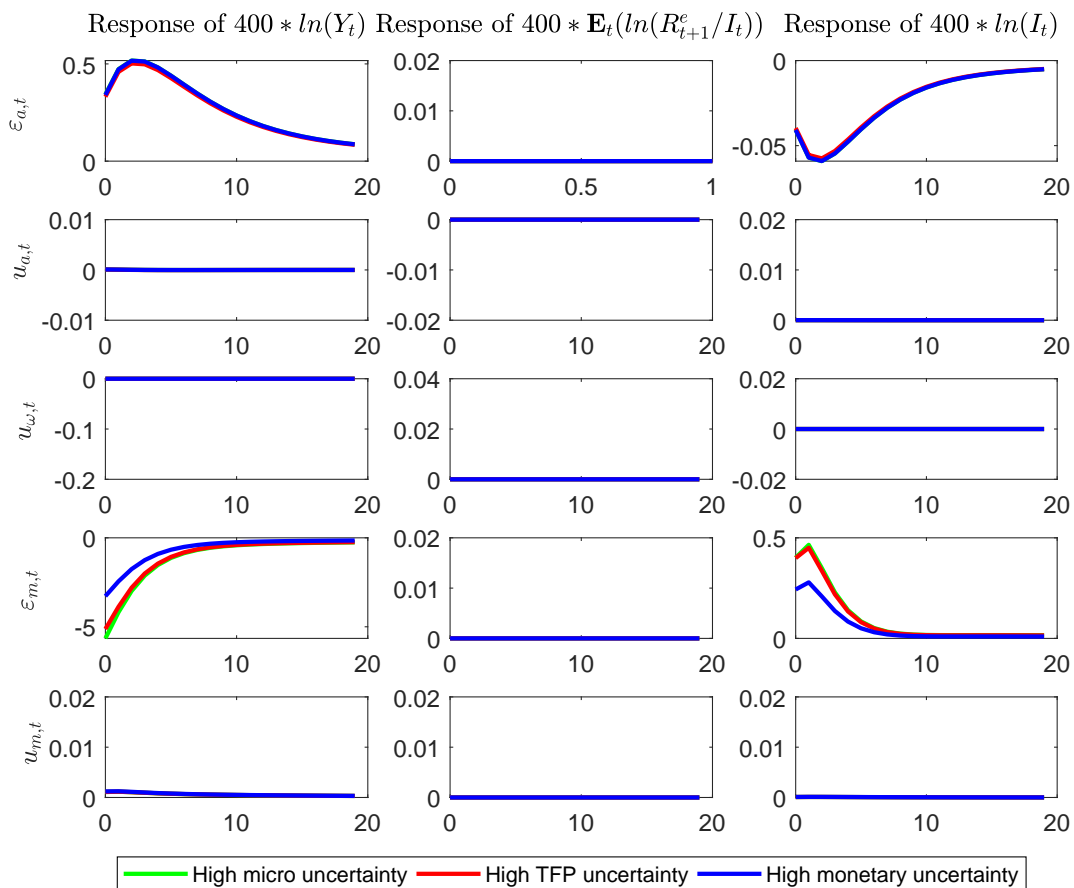 Response of 400 ∗ ln(Y_t) Response of 400 ∗ E_t(ln(R^e_{t+1}/I_t)) Response of 400 ∗ ln(I_t)
ε_{a,t}
0.5
0
0 10 20
0.02
0.01
0
0 0.5 1
0
-0.05
0 10 20
u_{a,t}
0.01
0
-0.01
0 10 20
0
-0.01
-0.02
0 10 20
0.02
0.01
0
0 10 20
u_{ω,t}
0
-0.1
-0.2
0 10 20
0.04
0.02
0
0 10 20
0.02
0
-0.02
0 10 20
ε_{m,t}
0
-5
0 10 20
0.02
0.01
0
0 10 20
0.5
0
0 10 20
u_{m,t}
0.02
0.01
0
0 10 20
0.02
0.01
0
0 10 20
0.02
0.01
0
0 10 20
High micro uncertainty High TFP uncertainty High monetary uncertainty